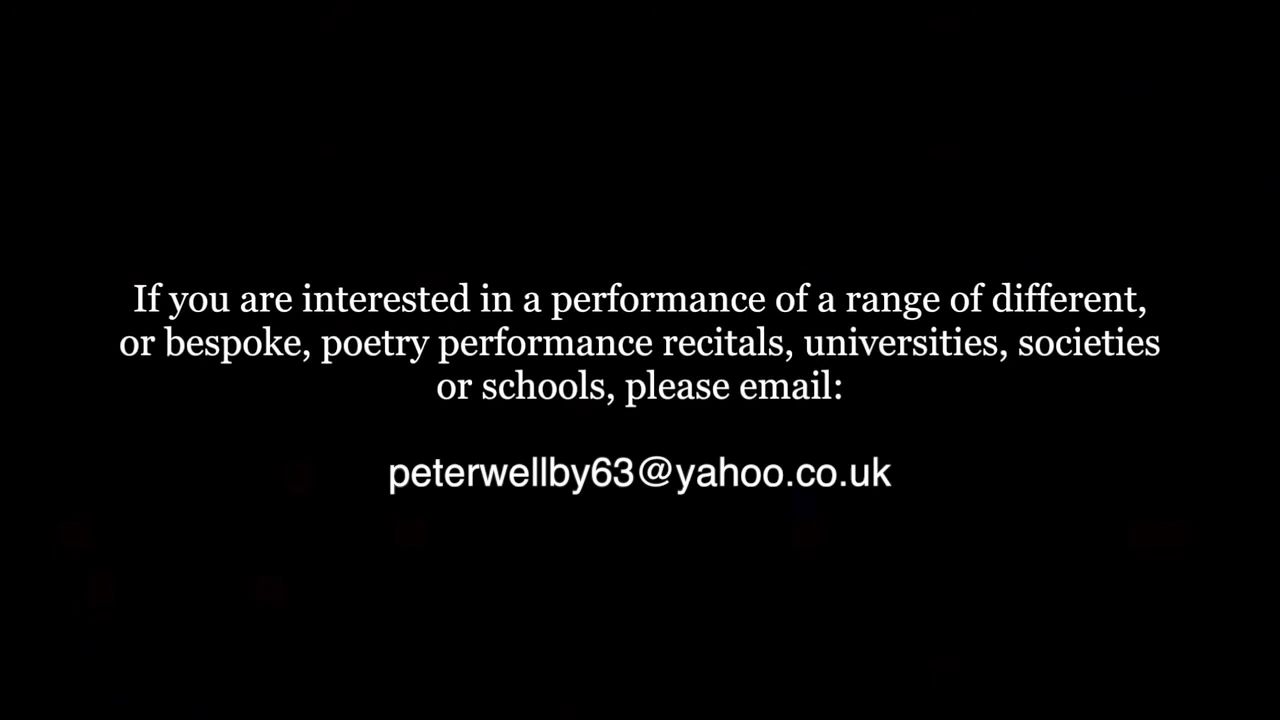 If you are interested in a performance of a range of different,
or bespoke, poetry performance recitals, universities, societies
or schools, please email:
peterwellby63@yahoo.co.uk